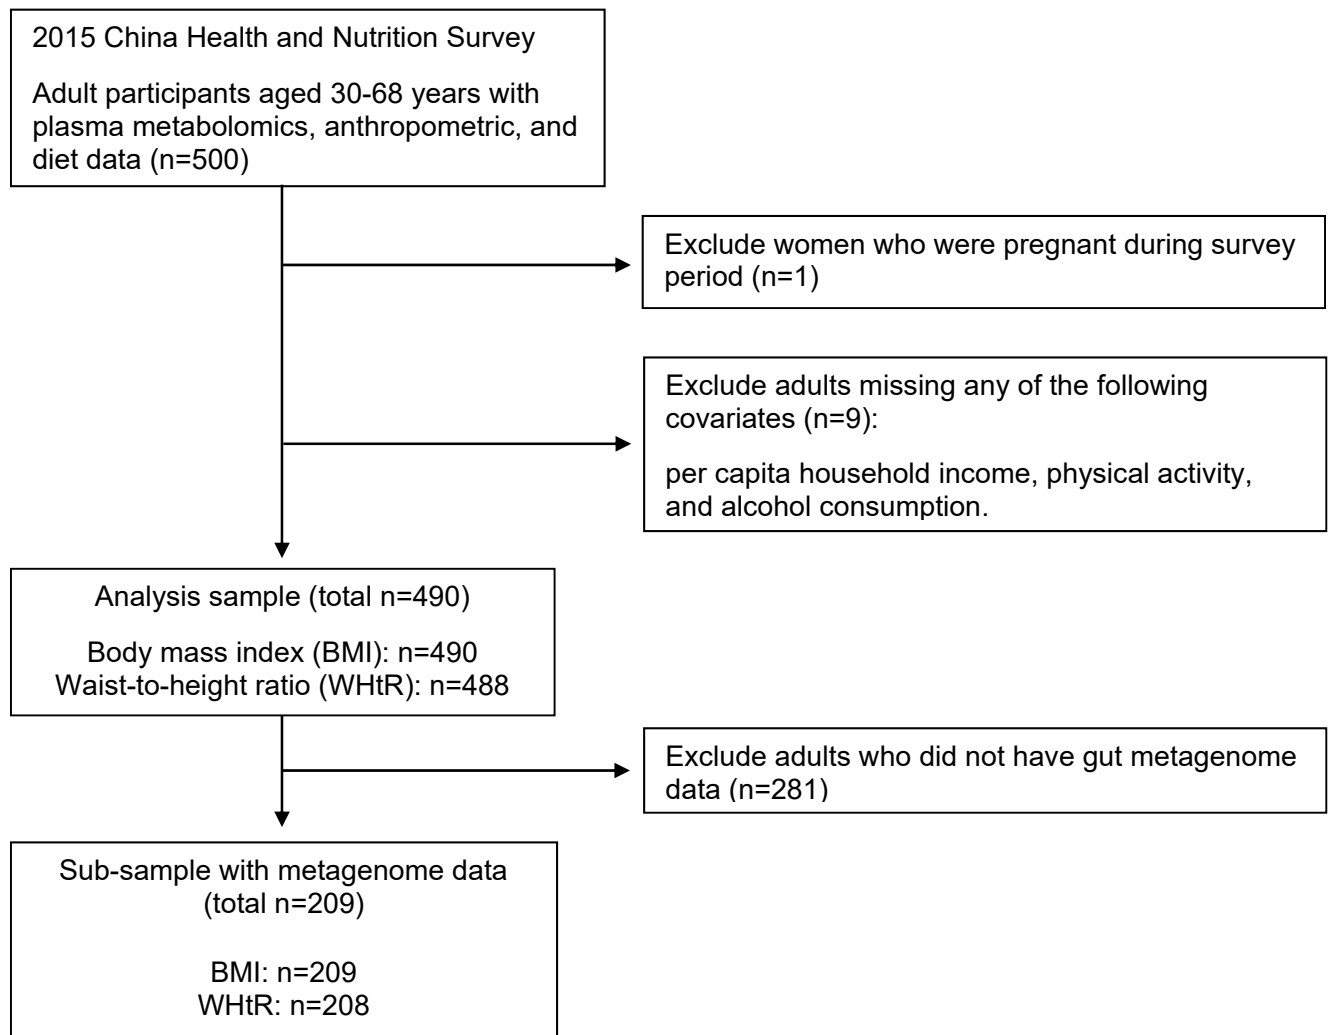 2015 China Health and Nutrition Survey
Adult participants aged 30-68 years with
plasma metabolomics, anthropometric, and
diet data (n=500)
Exclude women who were pregnant during survey
period (n=1)
Exclude adults missing any of the following
covariates (n=9):
per capita household income, physical activity,
and alcohol consumption.
Analysis sample (total n=490)
Body mass index (BMI): n=490
Waist-to-height ratio (WHtR): n=488
Exclude adults who did not have gut metagenome
data (n=281)
Sub-sample with metagenome data
(total n=209)
BMI: n=209
WHtR: n=208